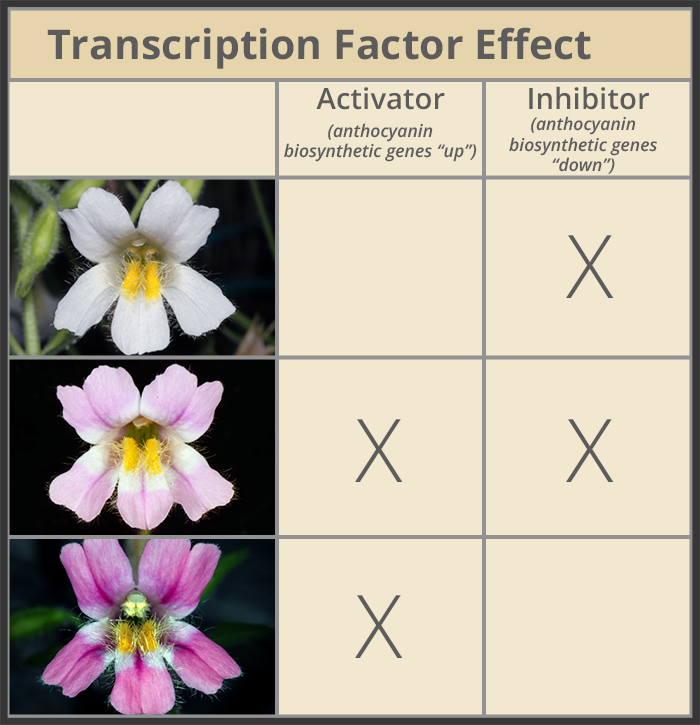 Transcription Factor Effect
Activator
(anthocyanin
biosynthetic genes “up”)
Inhibitor
(anthocyanin
biosynthetic genes
“down”)
X
X X
X